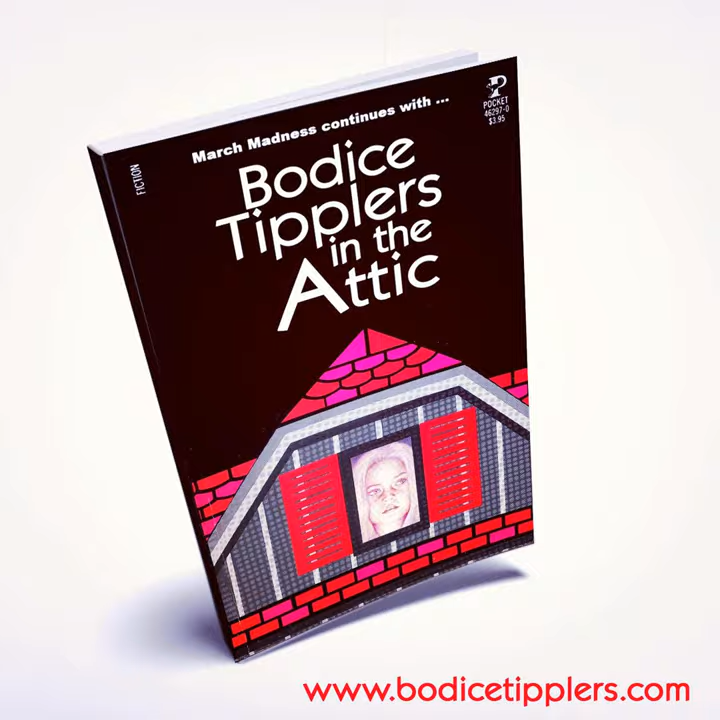 FICTION
POCKET
46297-0
$3.95
March Madness continues with ...
Bodice
Tipplers
in the
Attic
www.bodicetipplers.com